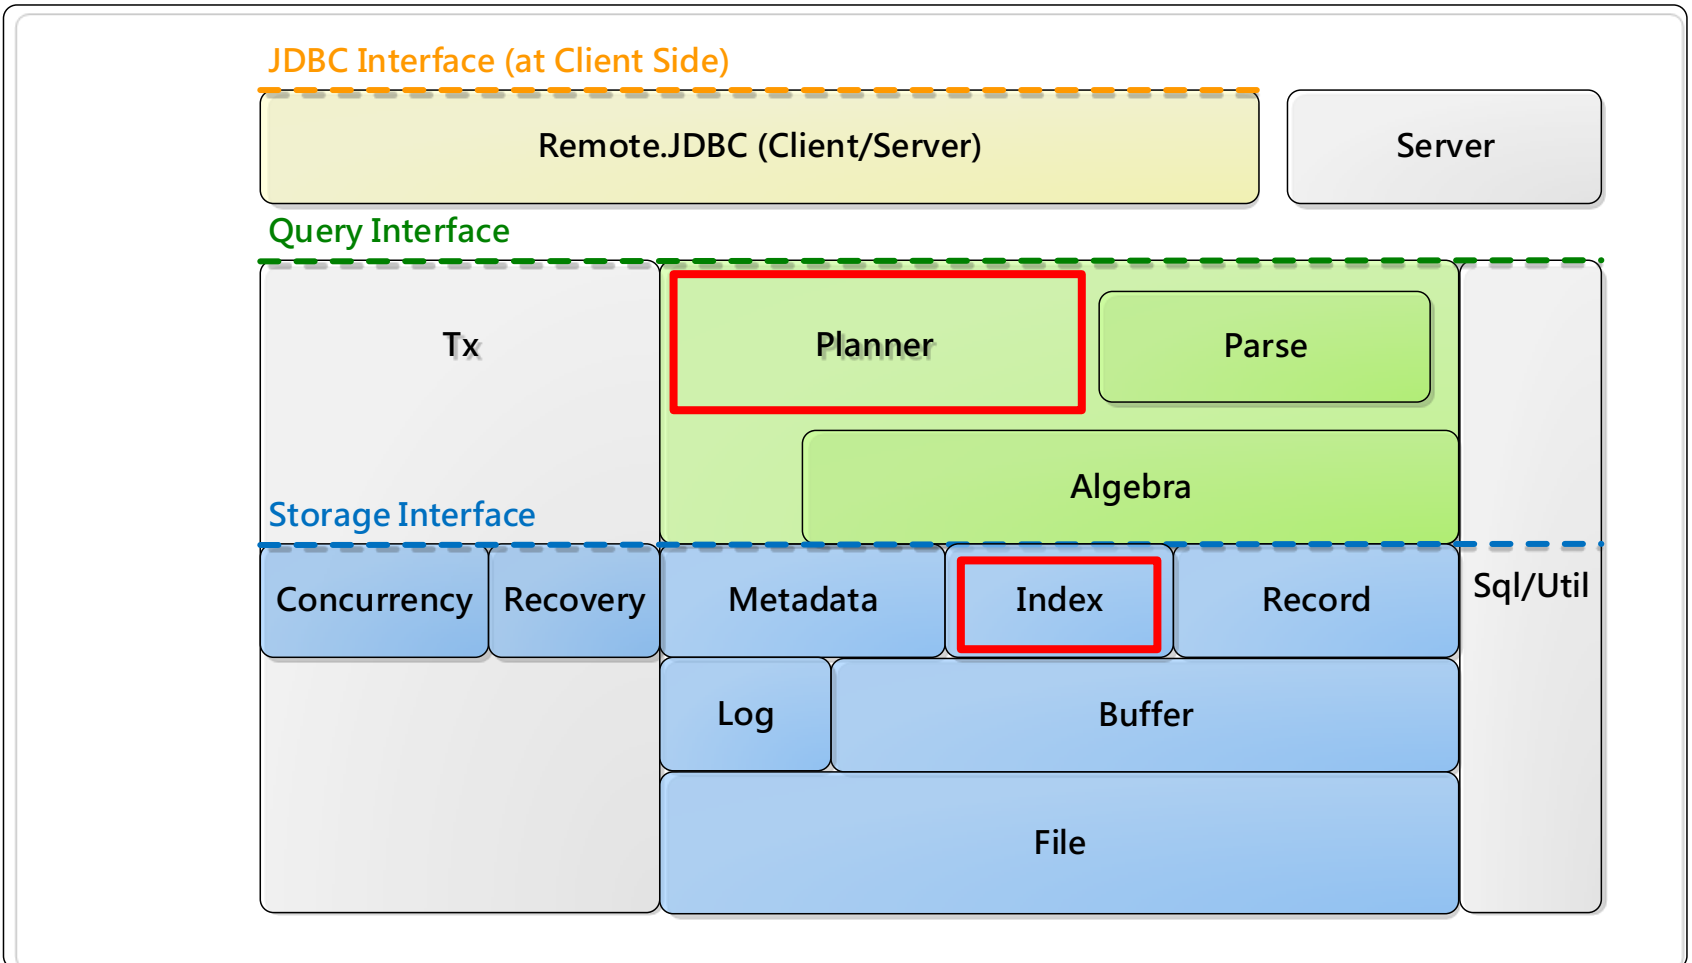 JDBC Interface (at Client Side)
Remote.JDBC (Client/Server)
Server
Query Interface
Tx
Planner
Parse
Algebra
Storage Interface
Concurrency
Recovery
Metadata
Index
Record
Sql/Util
Log
Buffer
File